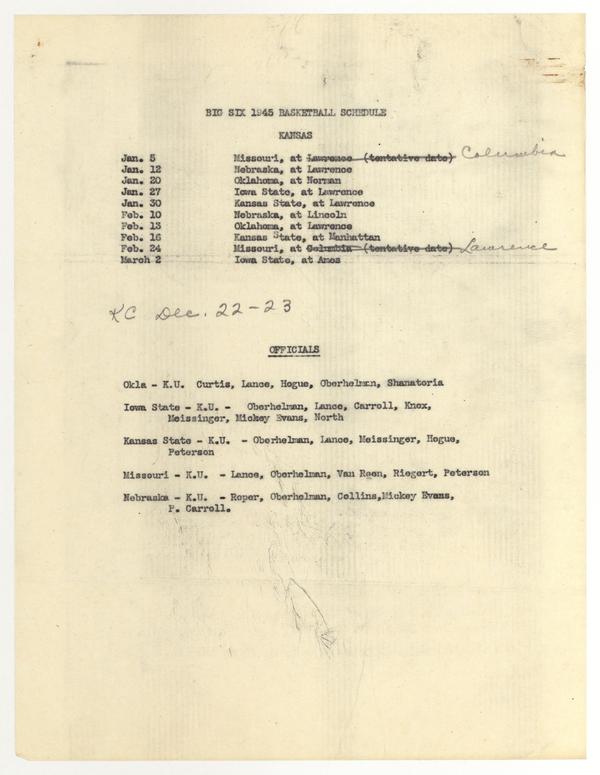 BIG SIX 1945 BASKETBALL SCHEDULE
KANSAS
Jan. 5 Missouri, at Lawrence (tentative date) Columbia
Jan. 12 Nebraska, at Lawrence
Jan. 20 Oklahoma, at Norman
Jan. 27 Iowa State, at Lawrence
Jan. 30 Kansas State, at Lawrence
Feb. 10 Nebraska, at Lincoln
Feb. 13 Oklahoma, at Lawrence
Feb. 16 Kansas State, at Manhattan
Feb. 24 Missouri, at Columbia (tentative date) Lawrence
March 2 Iowa State, at Ames
KC Dec. 22-23
OFFICIALS
Okla - K.U. Curtis, Lance, Hogue, Oberhelman, Shanatoria
Iowa State - K.U. - Oberhelman, Lance, Carroll, Knox,
Meissinger, Mickey Evans, North
Kansas State - K.U. - Oberhelman, Lance, Meissinger, Hogue,
Peterson
Missouri - K.U. - Lance, Oberhelman, Van Reen, Riegert, Peterson
Nebraska - K.U. - Roper, Oberhelman, Collins,Mickey Evans,
P. Carroll.